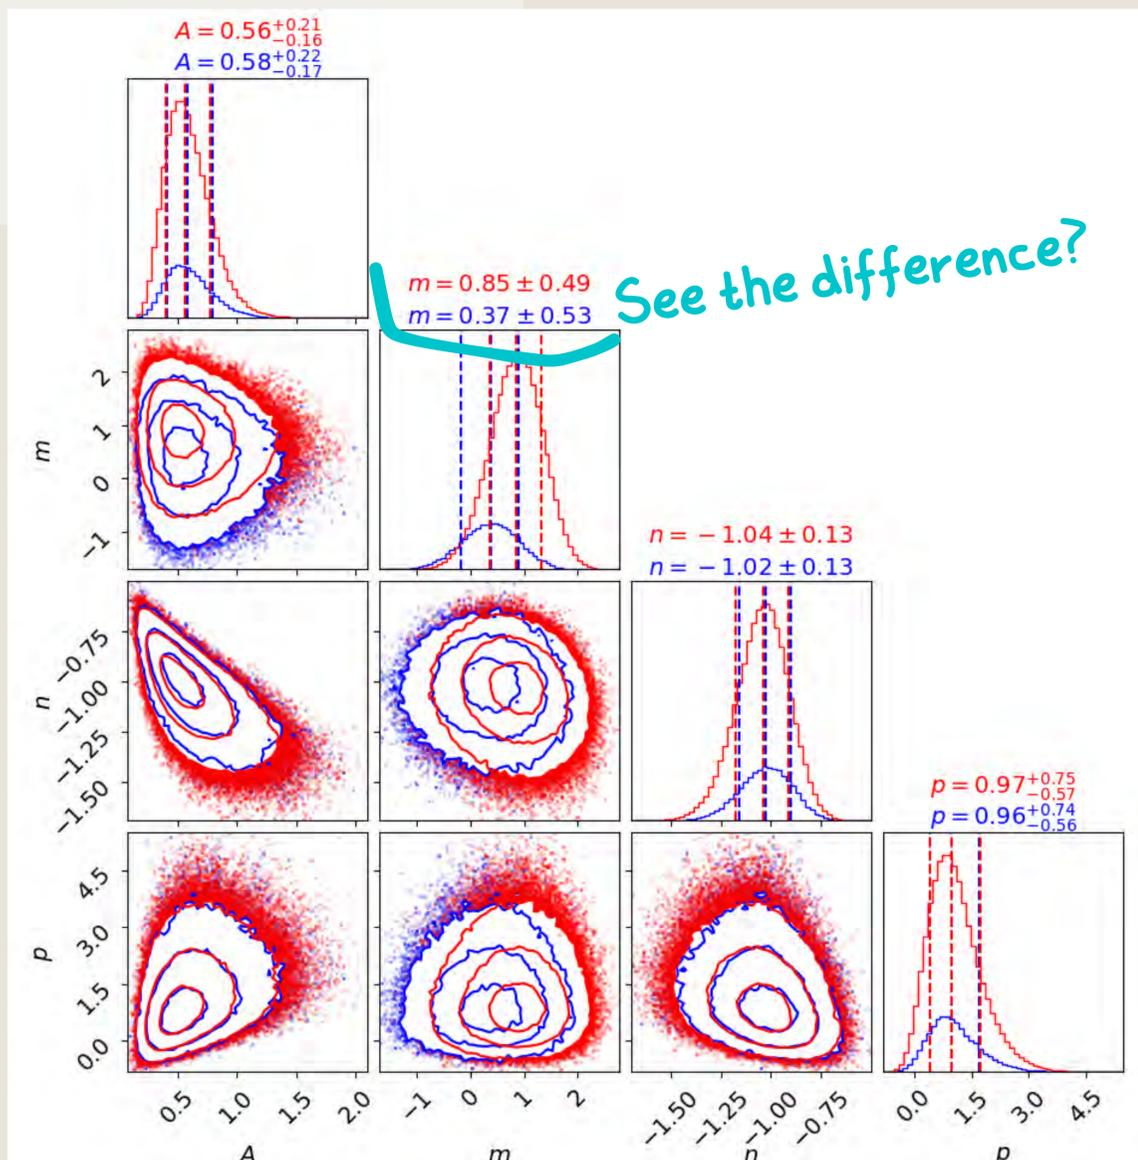 A = 0.56^{+0.21}_{-0.16}
A = 0.58^{+0.22}_{-0.17}
See the difference?
m = 0.85 ± 0.49
m = 0.37 ± 0.53
2
1
0
−1
m
n = −1.04 ± 0.13
n = −1.02 ± 0.13
−0.75
−1.00
−1.25
−1.50
n
p = 0.97^{+0.75}_{-0.57}
p = 0.96^{+0.74}_{-0.56}
4.5
3.0
1.5
0.0
p
0.5 1.0 1.5 2.0 −1 0 1 2 −1.50 −1.25 −1.00 −0.75 0.0 1.5 3.0 4.5
A m n p